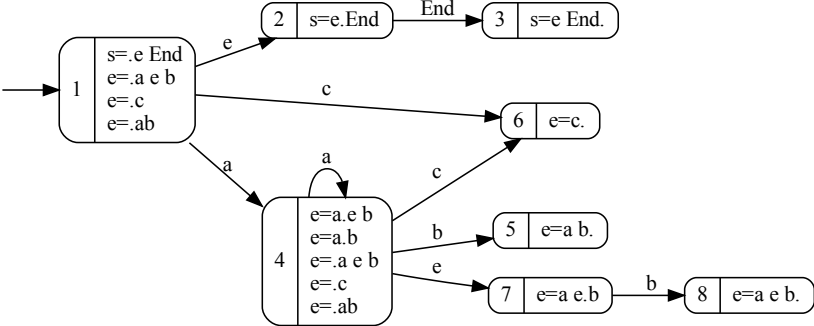 2 s=e.End
End
3 s=e End.
1
s=.e End
e=.a e b
e=.c
e=.ab
e
c
a
6 e=c.
a
c
4
e=a.e b
e=a.b
e=.a e b
e=.c
e=.ab
b
5 e=a b.
e
7 e=a e.b
b
8 e=a e b.